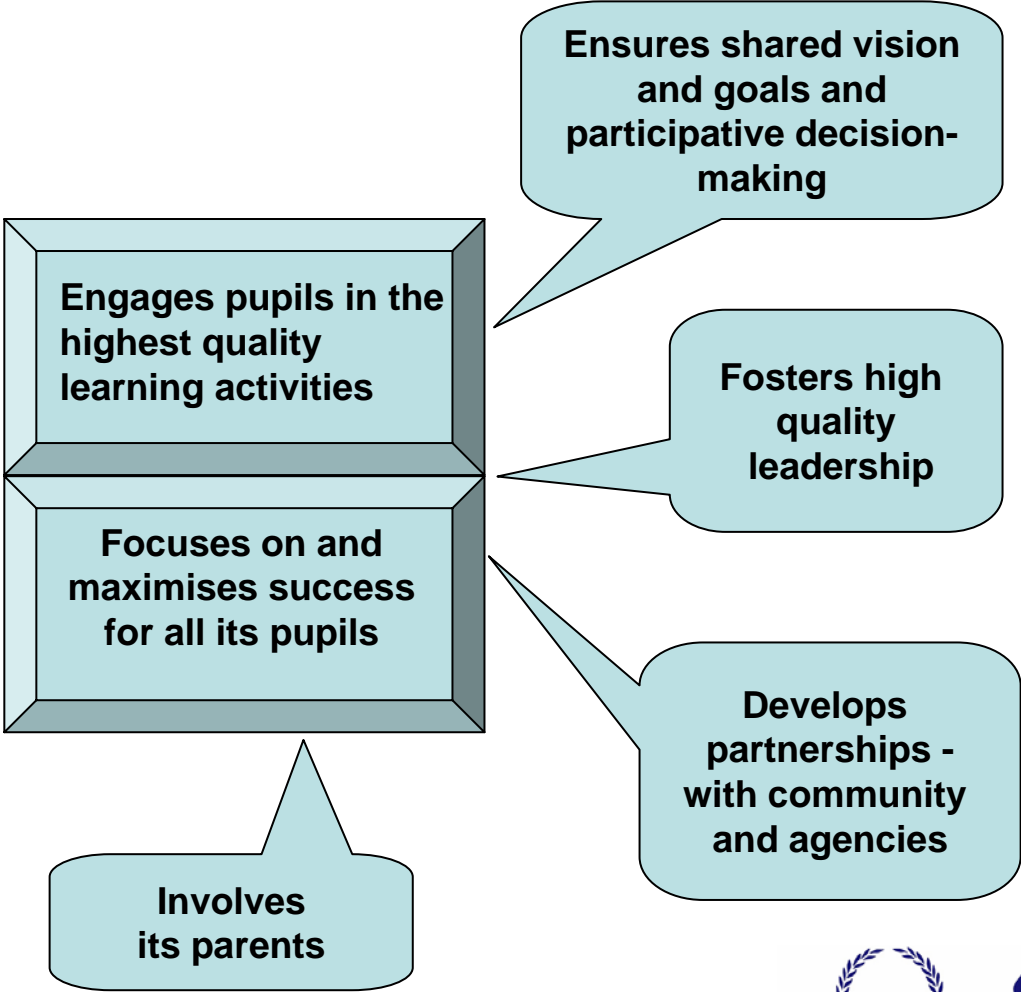 Ensures shared vision
and goals and
participative decision-
making
Engages pupils in the
highest quality
learning activities
Fosters high
quality
leadership
Focuses on and
maximises success
for all its pupils
Develops
partnerships -
with community
and agencies
Involves
its parents